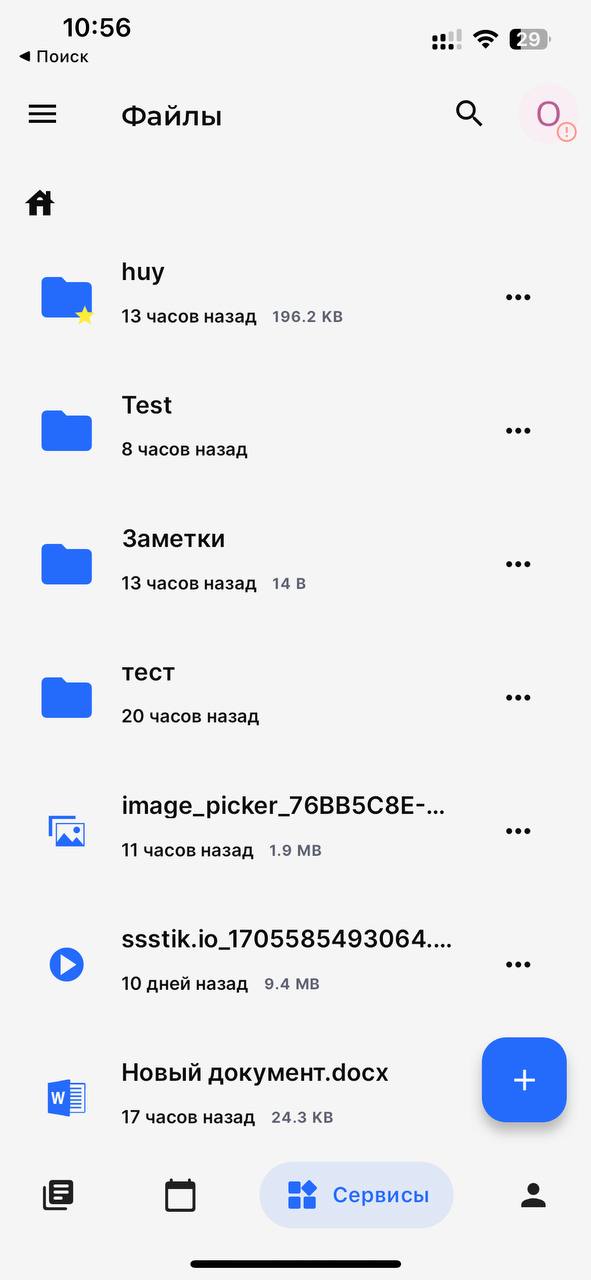 10:56
29
◀ Поиск
Файлы
O
huy
13 часов назад 196.2 KB
Test
8 часов назад
Заметки
13 часов назад 14 B
тест
20 часов назад
image_picker_76BB5C8E-...
11 часов назад 1.9 MB
ssstik.io_1705585493064....
10 дней назад 9.4 MB
Новый документ.docx
W
17 часов назад 24.3 KB
Сервисы